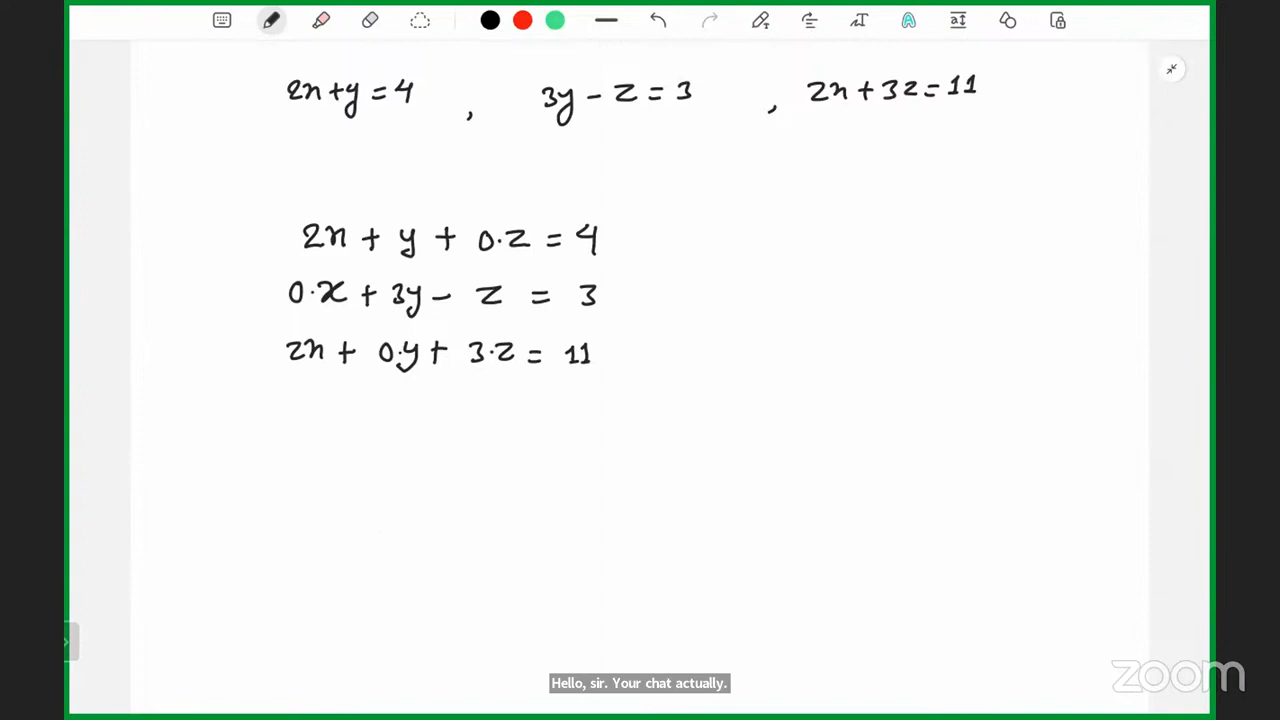 2x+y=4 , 3y-z=3 , 2x+3z=11
2x + y + 0·z = 4
0·x + 3y - z = 3
2x + 0·y + 3·z = 11
Hello, sir. Your chat actually.
zoom